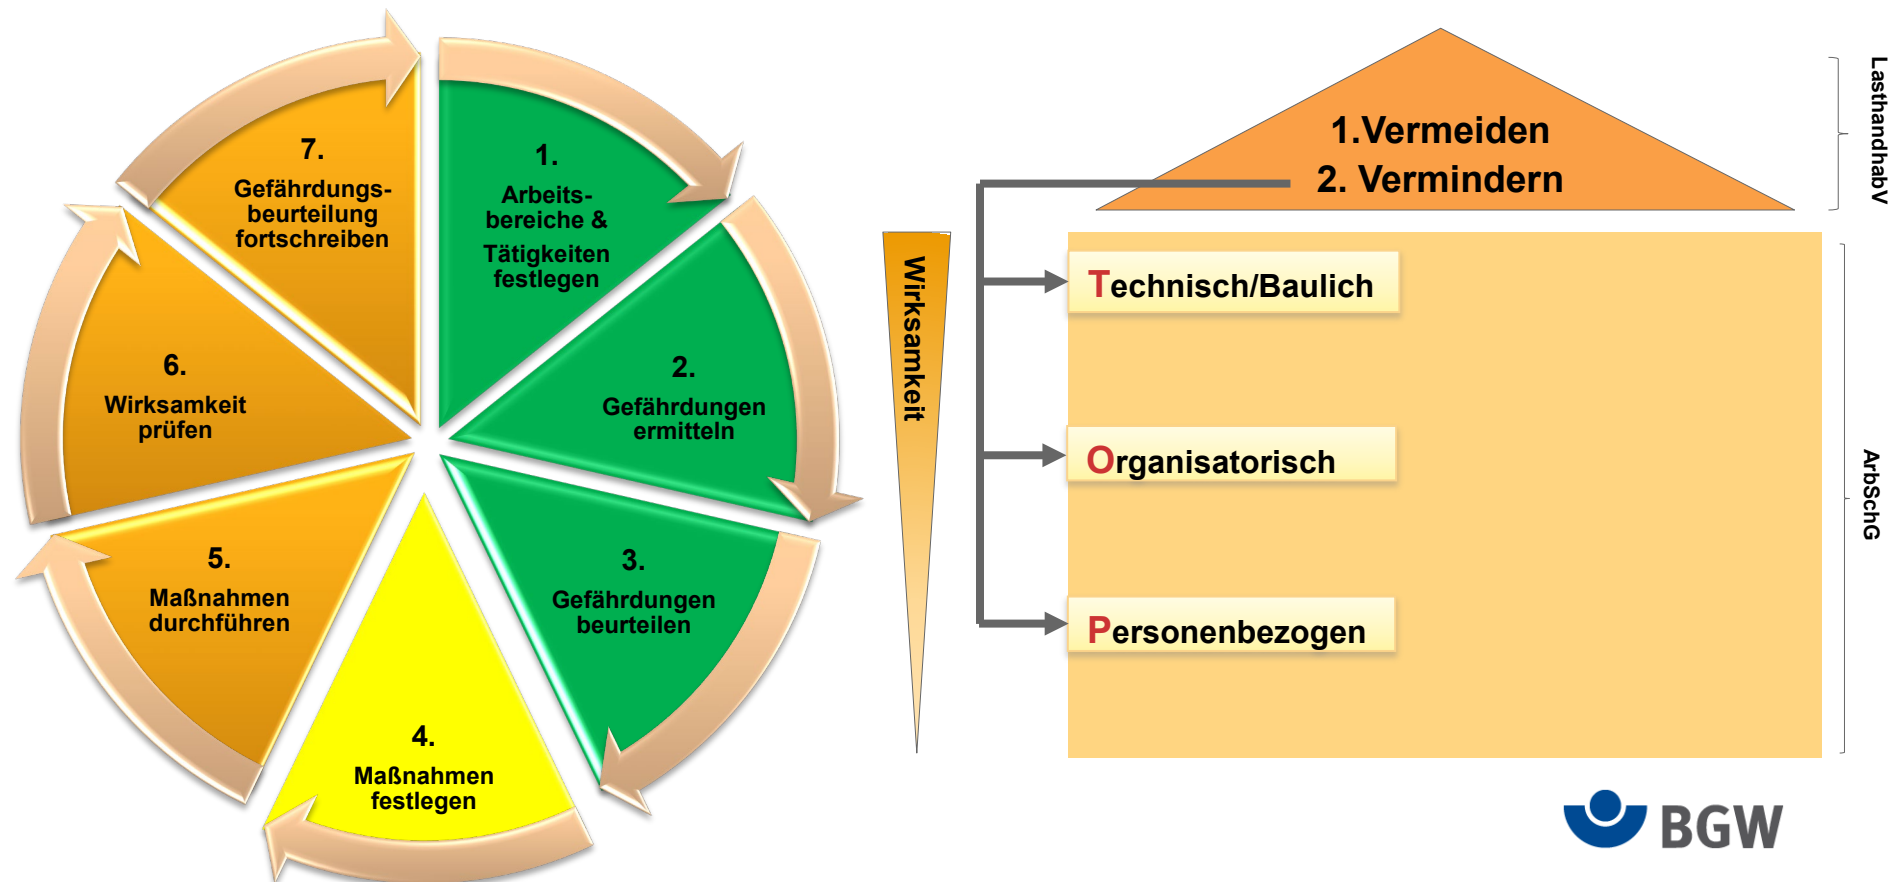 1.
Arbeits-
bereiche &
Tätigkeiten
festlegen
2.
Gefährdungen
ermitteln
3.
Gefährdungen
beurteilen
4.
Maßnahmen
festlegen
5.
Maßnahmen
durchführen
6.
Wirksamkeit
prüfen
7.
Gefährdungs-
beurteilung
fortschreiben
Wirksamkeit
1.Vermeiden
2. Vermindern
Technisch/Baulich
Organisatorisch
Personenbezogen
LasthandhabV
ArbSchG
BGW